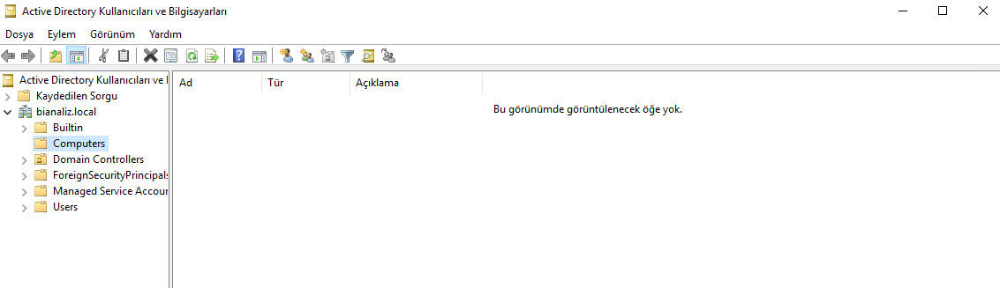 Active Directory Kullanıcıları ve Bilgisayarları
Dosya Eylem Görünüm Yardım
Active Directory Kullanıcıları ve
Kaydedilen Sorgu
bianaliz.local
Builtin
Computers
Domain Controllers
ForeignSecurityPrincipals
Managed Service Accour
Users
Ad Tür Açıklama
Bu görünümde görüntülenecek öğe yok.